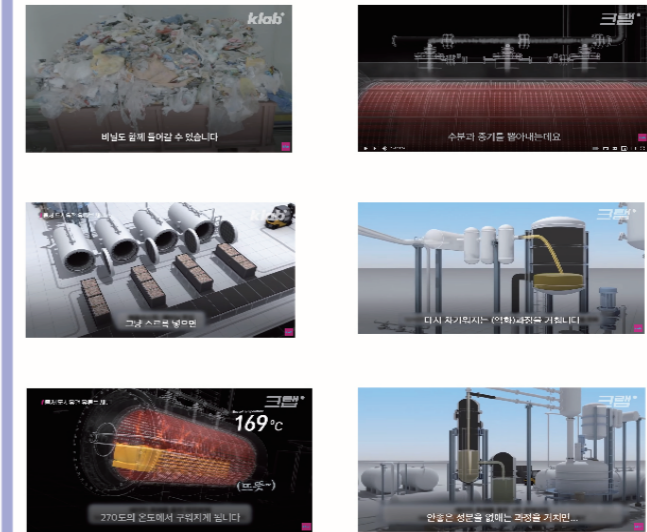 klab
비닐도 함께 들어갈 수 있습니다
크랩
수분과 증기를 뽑아내는데요
klab
그냥 스르륵 넣으면
크랩
다시 차가워지는 (액화)과정을 거칩니다
크랩
169°C
(뜨뜻~)
270도의 온도에서 구워지게 됩니다
크랩
안좋은 성분을 없애는 과정을 거치면...